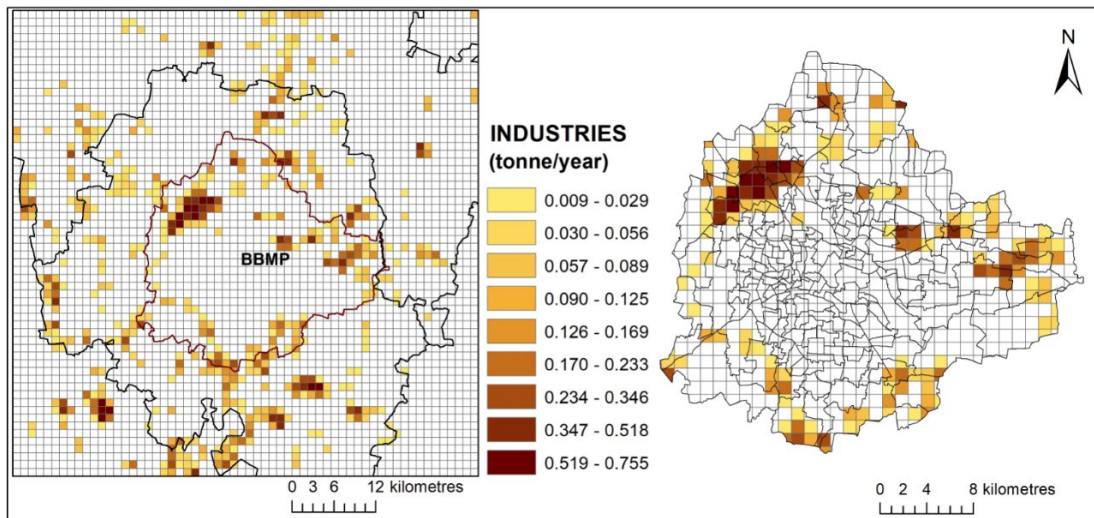 BBMP
INDUSTRIES
(tonne/year)
0.009 - 0.029
0.030 - 0.056
0.057 - 0.089
0.090 - 0.125
0.126 - 0.169
0.170 - 0.233
0.234 - 0.346
0.347 - 0.518
0.519 - 0.755
N
0 3 6 12 kilometres
0 2 4 8 kilometres